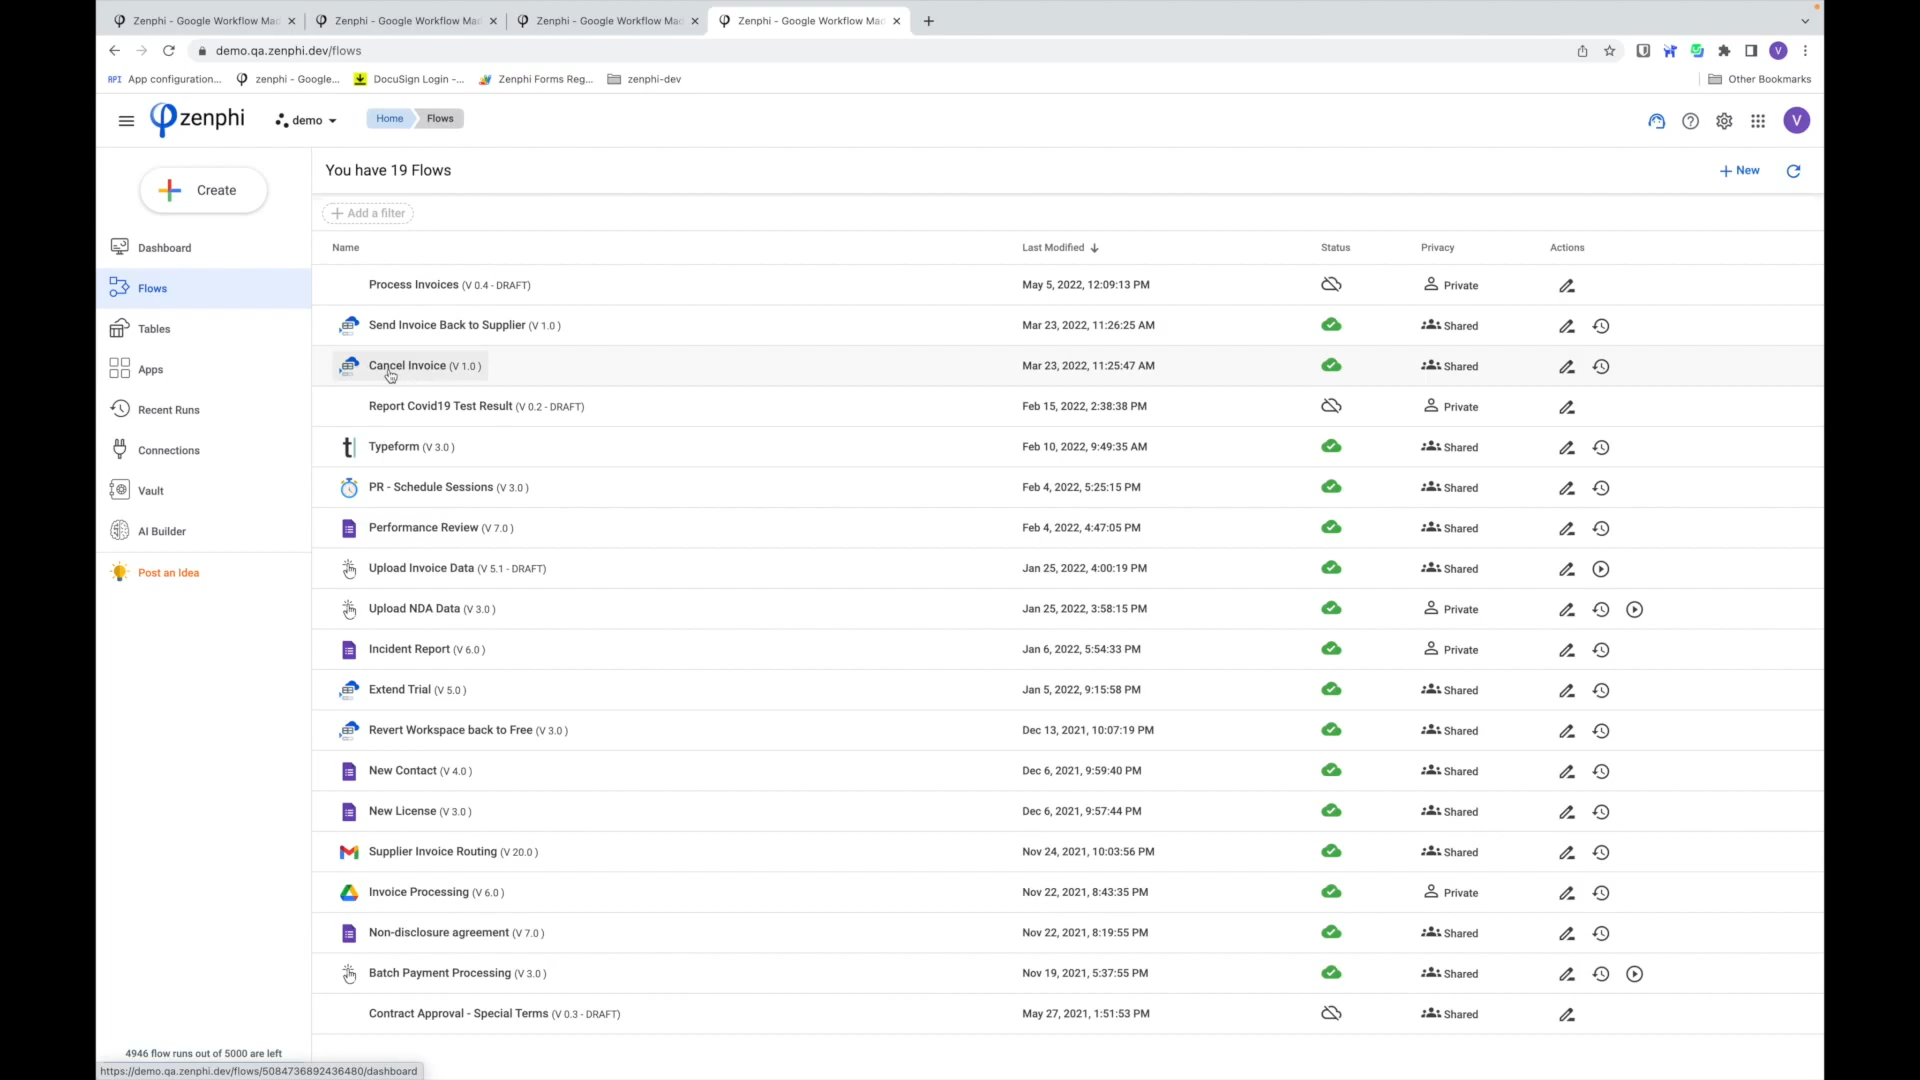 Zenphi - Google Workflow Mac
Zenphi - Google Workflow Mac
Zenphi - Google Workflow Mac
Zenphi - Google Workflow Mac
demo.qa.zenphi.dev/flows
V
API App configuration...
zenphi - Google...
DocuSign Login -...
Zenphi Forms Reg...
zenphi-dev
Other Bookmarks
zenphi
demo
Home
Flows
V
Create
You have 19 Flows
+ New
+ Add a filter
Dashboard
Flows
Tables
Apps
Recent Runs
Connections
Vault
AI Builder
Post an Idea
Name Last Modified Status Privacy Actions
Process Invoices (V 0.4 - DRAFT) May 5, 2022, 12:09:13 PM Private
Send Invoice Back to Supplier (V 1.0 ) Mar 23, 2022, 11:26:25 AM Shared
Cancel Invoice (V 1.0 ) Mar 23, 2022, 11:25:47 AM Shared
Report Covid19 Test Result (V 0.2 - DRAFT) Feb 15, 2022, 2:38:38 PM Private
Typeform (V 3.0 ) Feb 10, 2022, 9:49:35 AM Shared
PR - Schedule Sessions (V 3.0 ) Feb 4, 2022, 5:25:15 PM Shared
Performance Review (V 7.0 ) Feb 4, 2022, 4:47:05 PM Shared
Upload Invoice Data (V 5.1 - DRAFT) Jan 25, 2022, 4:00:19 PM Shared
Upload NDA Data (V 3.0 ) Jan 25, 2022, 3:58:15 PM Private
Incident Report (V 6.0 ) Jan 6, 2022, 5:54:33 PM Private
Extend Trial (V 5.0 ) Jan 5, 2022, 9:15:58 PM Shared
Revert Workspace back to Free (V 3.0 ) Dec 13, 2021, 10:07:19 PM Shared
New Contact (V 4.0 ) Dec 6, 2021, 9:59:40 PM Shared
New License (V 3.0 ) Dec 6, 2021, 9:57:44 PM Shared
Supplier Invoice Routing (V 20.0 ) Nov 24, 2021, 10:03:56 PM Shared
Invoice Processing (V 6.0 ) Nov 22, 2021, 8:43:35 PM Private
Non-disclosure agreement (V 7.0 ) Nov 22, 2021, 8:19:55 PM Shared
Batch Payment Processing (V 3.0 ) Nov 19, 2021, 5:37:55 PM Shared
Contract Approval - Special Terms (V 0.3 - DRAFT) May 27, 2021, 1:51:53 PM Shared
4946 flow runs out of 5000 are left
https://demo.qa.zenphi.dev/flows/5084736892436480/dashboard